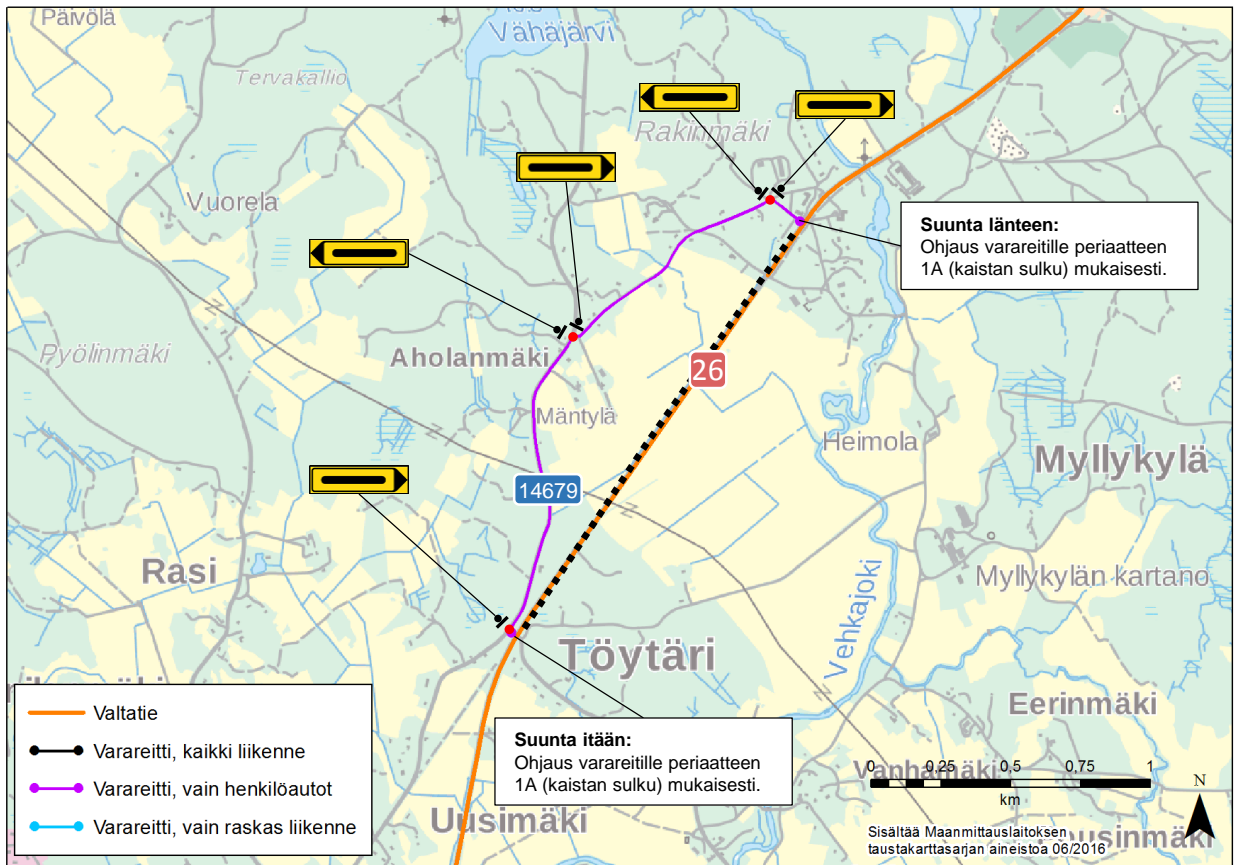 Päivölä
Vähäjärvi
Tervakallio
Rakinmäki
Vuorela
Suunta länteen:
Ohjaus varareitille periaatteen
1A (kaistan sulku) mukaisesti.
Pyölinmäki
Aholanmäki
26
Mäntylä
Heimola
Myllykylä
14679
Rasi
Myllykylän kartano
Vehkajoki
Töytäri
Eerinmäki
Valtatie
Varareitti, kaikki liikenne
Varareitti, vain henkilöautot
Varareitti, vain raskas liikenne
Suunta itään:
Ohjaus varareitille periaatteen
1A (kaistan sulku) mukaisesti.
Vanhamäki
0 0,25 0,5 0,75 1
km
N
Uusimäki
Sisältää Maanmittauslaitoksen
taustakarttasarjan aineistoa 06/2016
usinmäki